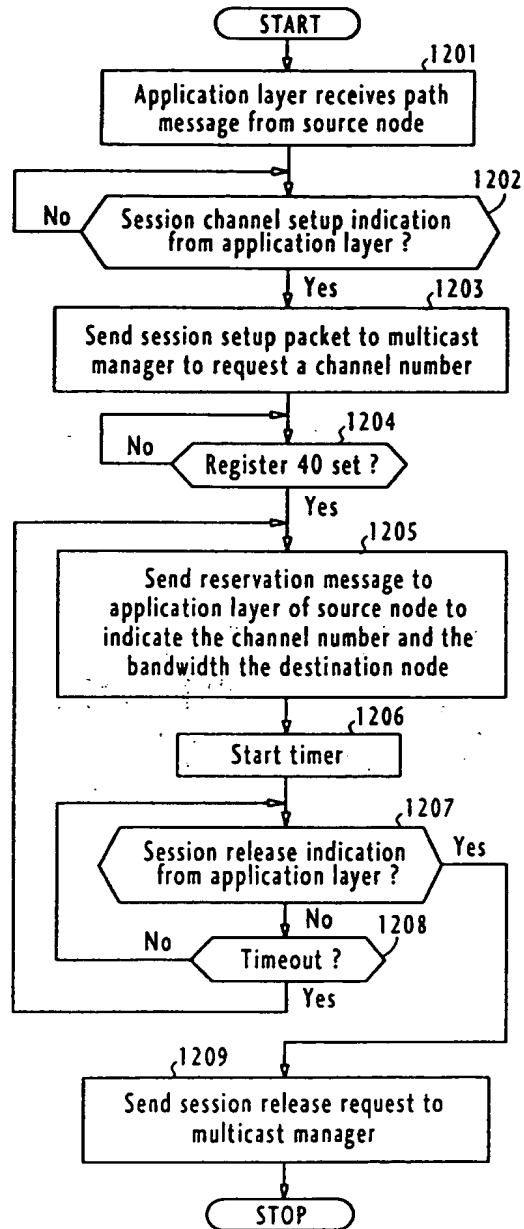 START
1201
Application layer receives path
message from source node
1202
No
Session channel setup indication
from application layer ?
Yes
1203
Send session setup packet to multicast
manager to request a channel number
1204
No
Register 40 set ?
Yes
1205
Send reservation message to
application layer of source node to
indicate the channel number and the
bandwidth the destination node
1206
Start timer
1207
Session release indication
from application layer ?
Yes
No
1208
No
Timeout ?
Yes
1209
Send session release request to
multicast manager
STOP